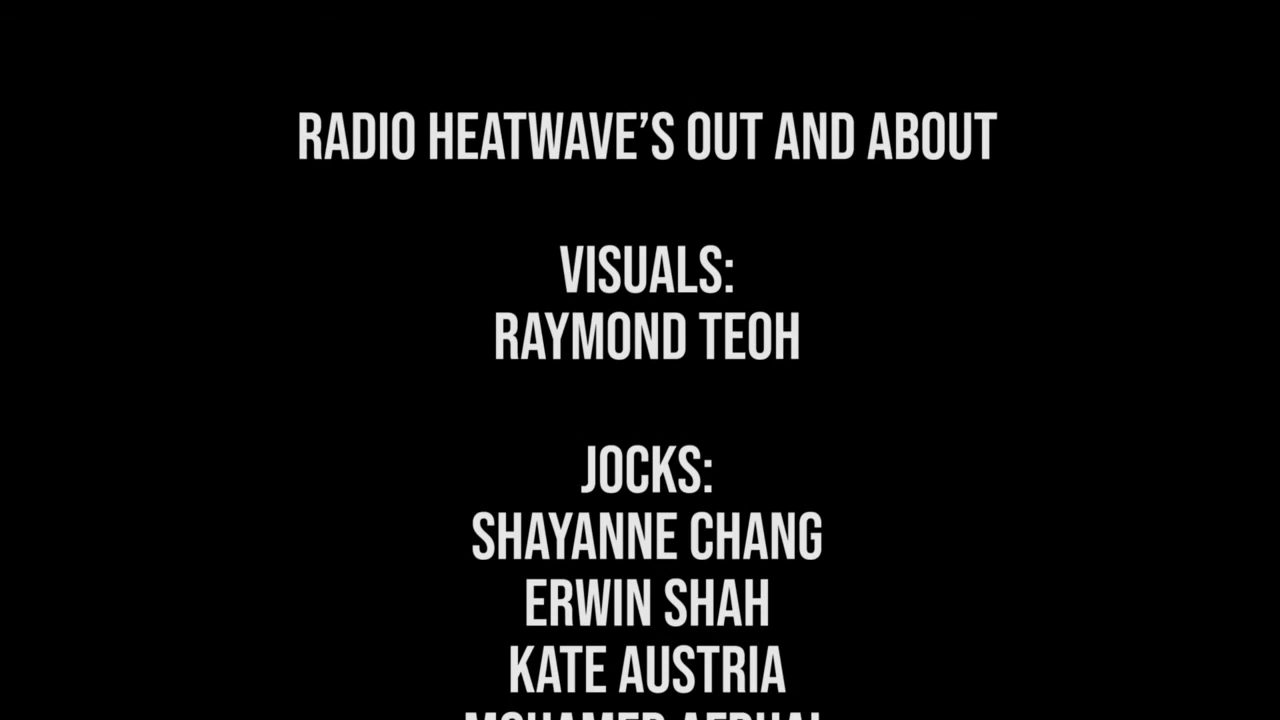 RADIO HEATWAVE'S OUT AND ABOUT
VISUALS:
RAYMOND TEOH
JOCKS:
SHAYANNE CHANG
ERWIN SHAH
KATE AUSTRIA